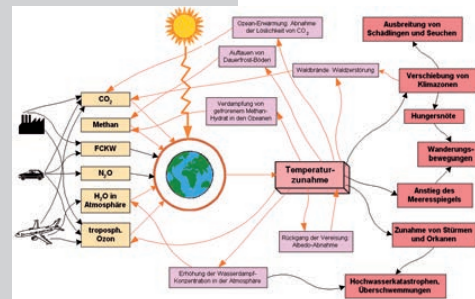 Ozean-Erwärmung: Abnahme
der Löslichkeit von CO₂
Auftauen von
Dauerfrost-Böden
Waldbrände, Waldzerstörung
Verdampfung von
gefrorenem Methan-
Hydrat in den Ozeanen
CO₂
Methan
FCKW
N₂O
H₂O in
Atmosphäre
troposph.
Ozon
Temperatur-
zunahme
Rückgang der Vereisung
Albedo-Abnahme
Erhöhung der Wasserdampf-
Konzentration in der Atmosphäre
Ausbreitung von
Schädlingen und Seuchen
Verschiebung von
Klimazonen
Hungersnöte
Wanderungs-
bewegungen
Anstieg des
Meeresspiegels
Zunahme von Stürmen
und Orkanen
Hochwasserkatastrophen,
Überschwemmungen